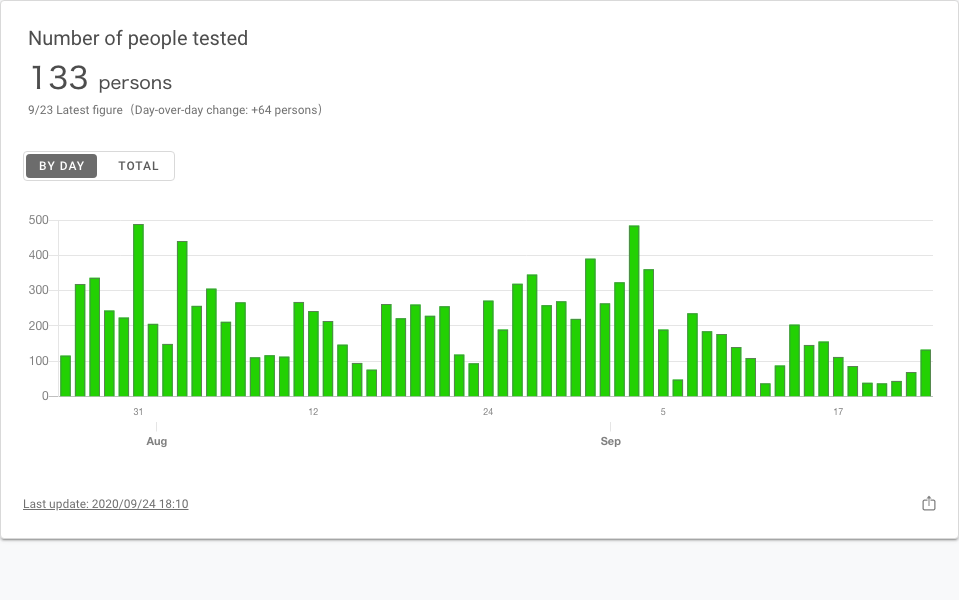 Number of people tested
133 persons
9/23 Latest figure（Day-over-day change: +64 persons）
BY DAY TOTAL
500
400
300
200
100
0
31 12 24 5 17
Aug Sep
Last update: 2020/09/24 18:10